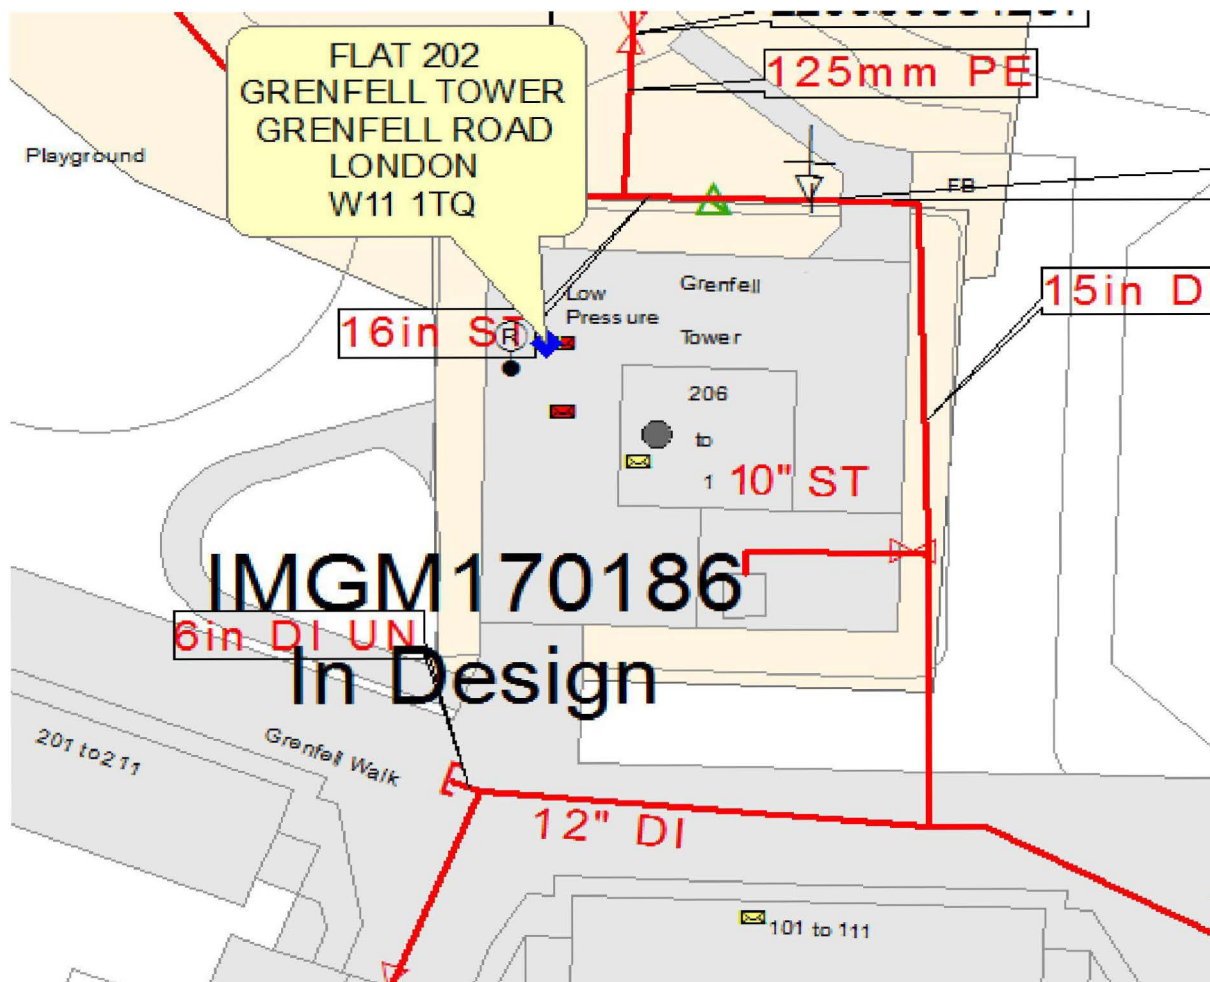 FLAT 202
GRENFELL TOWER
GRENFELL ROAD
LONDON
W11 1TQ
125mm PE
Playground
FB
Grenfell
Tower
Low
Pressure
15in D
16in ST
R
206
to
1
10" ST
IMGM170186
In Design
6in DI UN
201 to 211
Grenfell Walk
12" DI
101 to 111